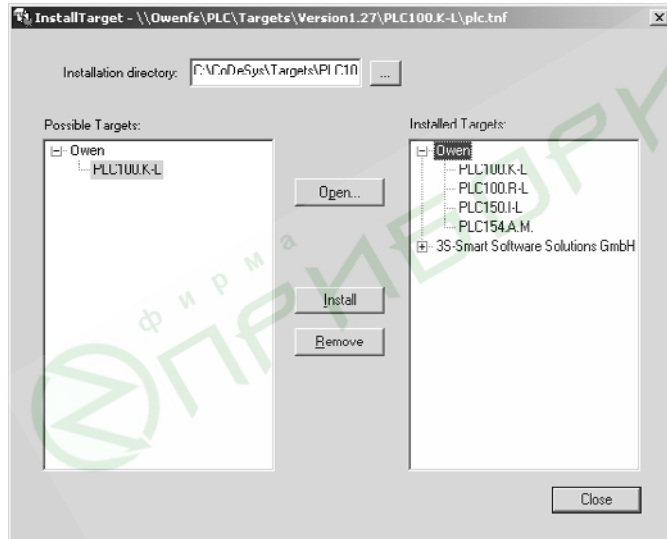 InstallTarget - \\Owenfs\PLC\Targets\Version1.27\PLC100.K-L\plc.tnf
Installation directory: C:\CoDeSys\Targets\PLC10 ...
Possible Targets:
Owen
PLC100.K-L
Open...
Install
Remove
Installed Targets:
Owen
PLC100.K-L
PLC100.R-L
PLC150.I-L
PLC154.A.M.
3S-Smart Software Solutions GmbH
Close
фирма
ПРИБОРИ